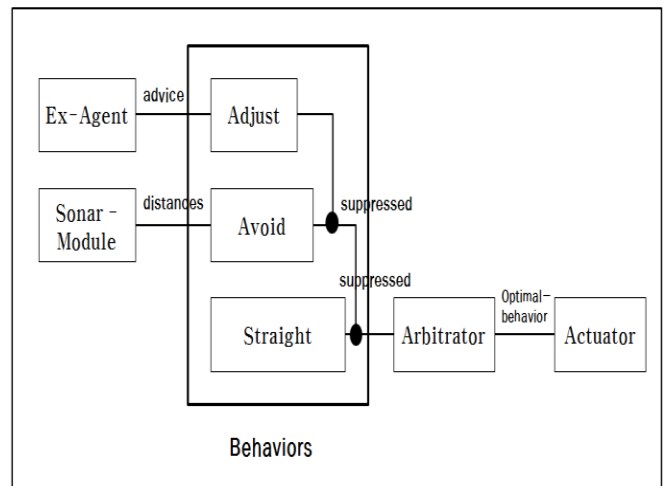 advice
Ex-Agent
Adjust
distances
suppressed
Sonar-
Module
Avoid
suppressed
Optimal-
behavior
Straight
Arbitrator
Actuator
Behaviors